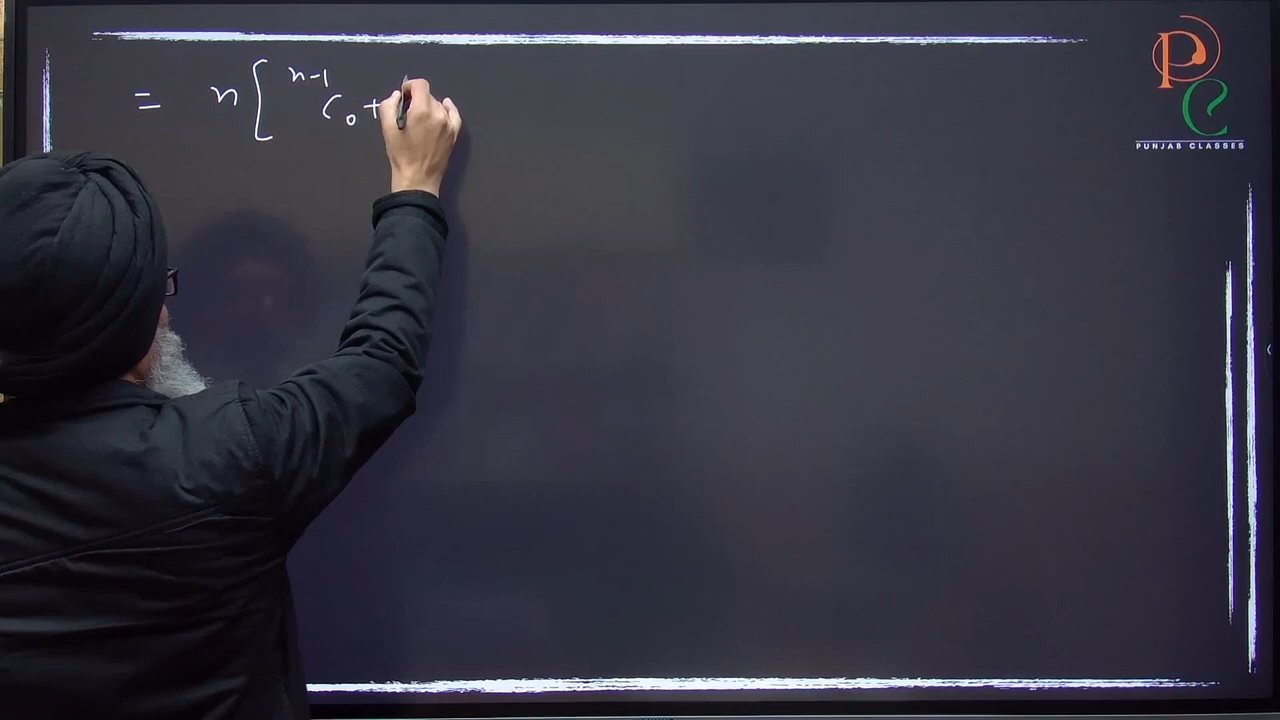 = n[ ⁿ⁻¹C₀ +
PC
PUNJAB CLASSES